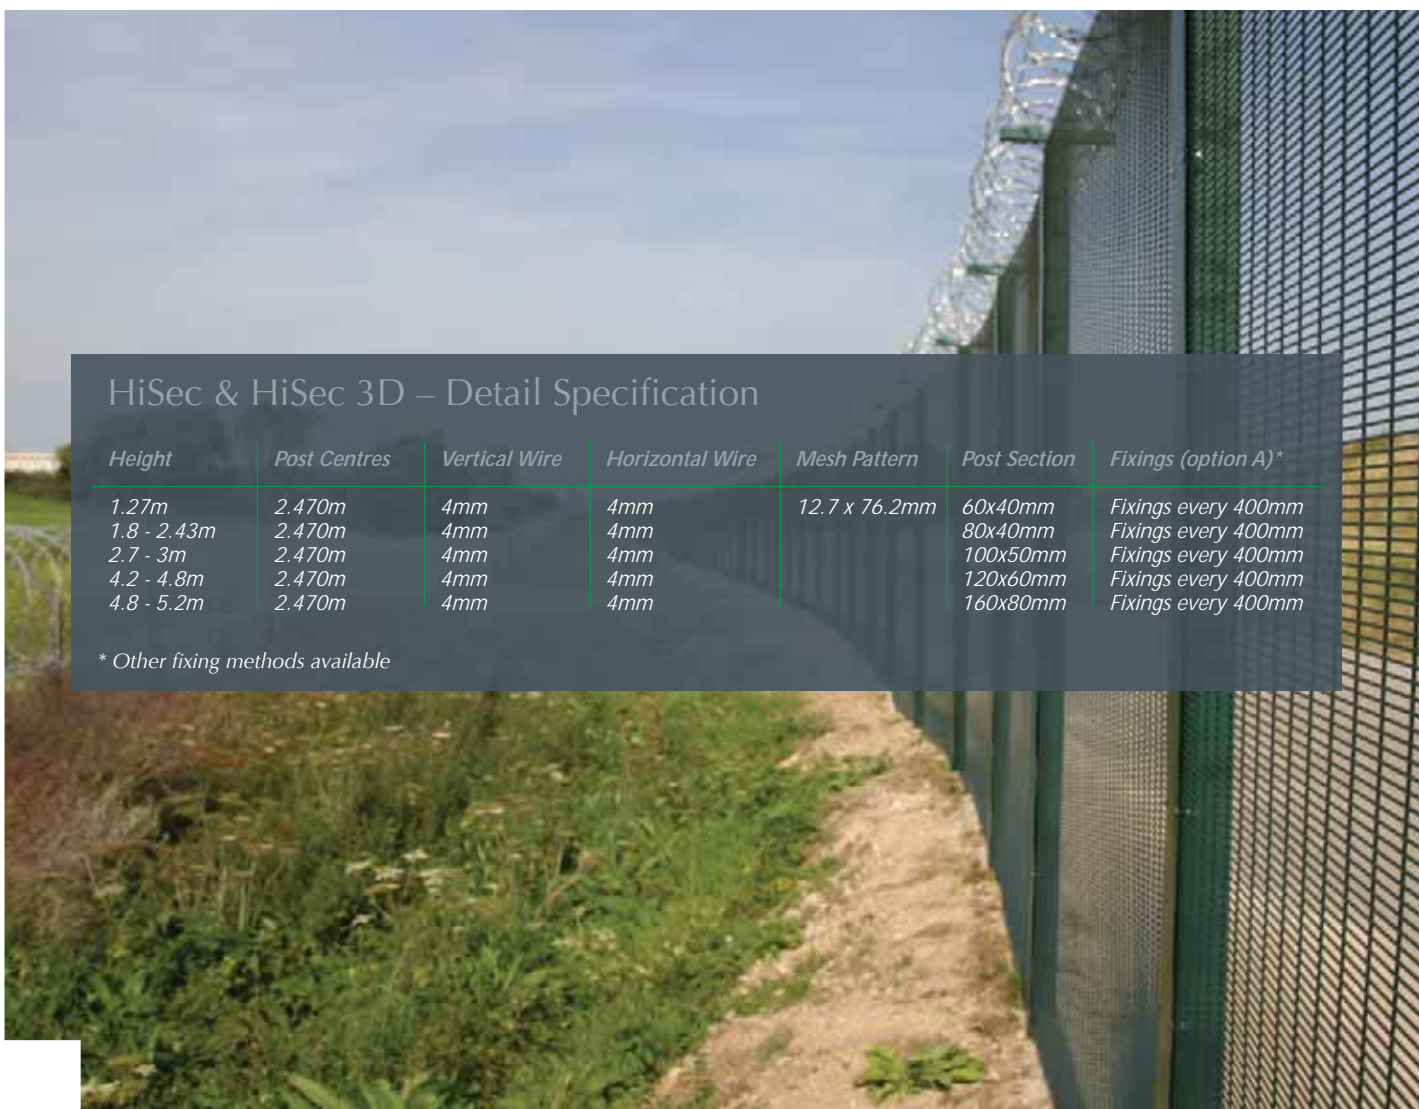 HiSec & HiSec 3D – Detail Specification
Height Post Centres Vertical Wire Horizontal Wire Mesh Pattern Post Section Fixings (option A)*
1.27m 2.470m 4mm 4mm 12.7 x 76.2mm 60x40mm Fixings every 400mm
1.8 - 2.43m 2.470m 4mm 4mm 80x40mm Fixings every 400mm
2.7 - 3m 2.470m 4mm 4mm 100x50mm Fixings every 400mm
4.2 - 4.8m 2.470m 4mm 4mm 120x60mm Fixings every 400mm
4.8 - 5.2m 2.470m 4mm 4mm 160x80mm Fixings every 400mm
* Other fixing methods available